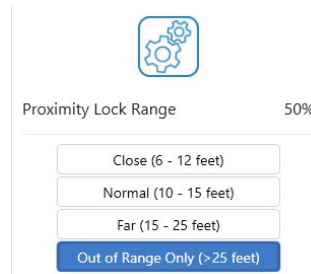 Proximity Lock Range 50%
Close (6 - 12 feet)
Normal (10 - 15 feet)
Far (15 - 25 feet)
Out of Range Only (>25 feet)